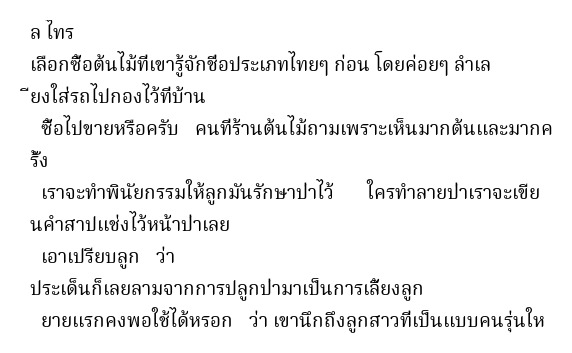 ล ไทร
เลือกซื้อต้นไม้ที่เขารู้จักชื่อประเภทไทยๆ ก่อน โดยค่อยๆ ลำเล
ียงใส่รถไปกองไว้ที่บ้าน
ซื้อไปขายหรือครับ คนที่ร้านต้นไม้ถามเพราะเห็นมากต้นและมากค
รั้ง
เราจะทำพินัยกรรมให้ลูกมันรักษาป่าไว้ ใครทำลายป่าเราจะเขีย
นคำสาปแช่งไว้หน้าป่าเลย
เอาเปรียบลูก ว่า
ประเด็นก็เลยลามจากการปลูกป่ามาเป็นการเลี้ยงลูก
ยายแรกคงพอใช้ได้หรอก ว่า เขานึกถึงลูกสาวที่เป็นแบบคนรุ่นให